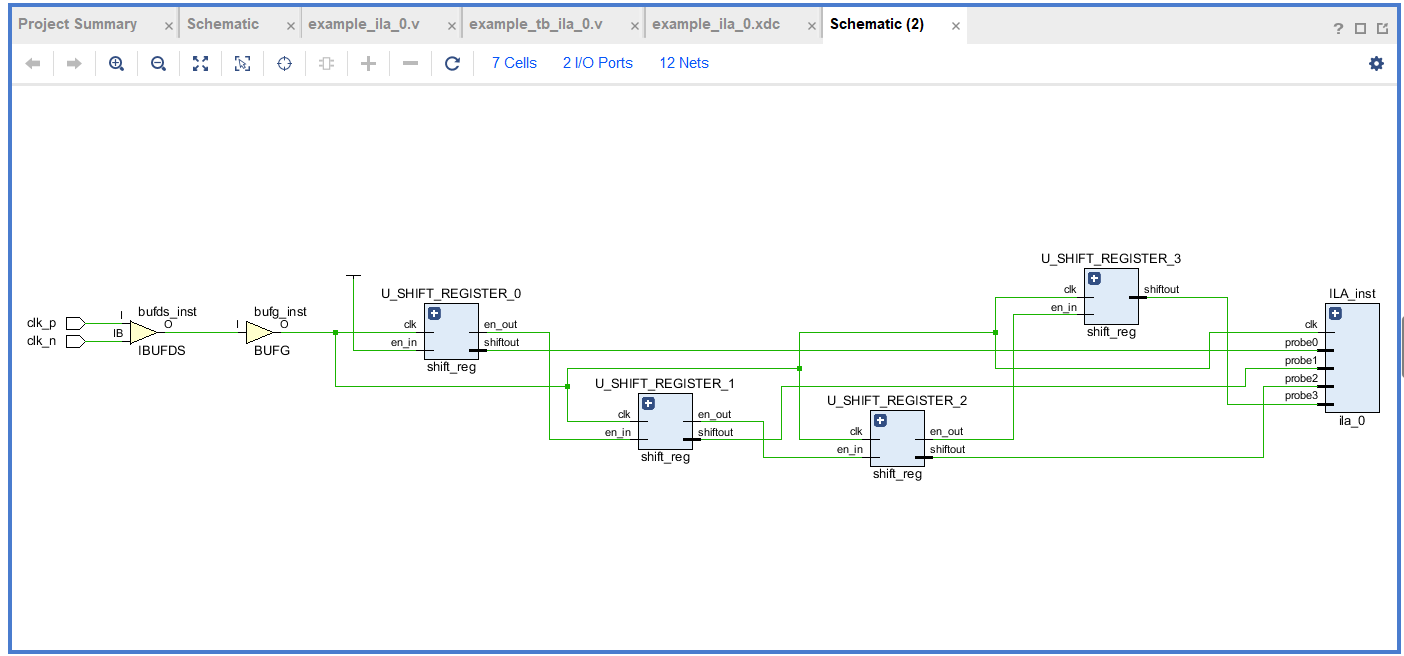 Project Summary × Schematic × example_ila_0.v × example_tb_ila_0.v × example_ila_0.xdc × Schematic (2) ×
7 Cells 2 I/O Ports 12 Nets
clk_p
clk_n
I
IB
bufds_inst
O
IBUFDS
I
bufg_inst
O
BUFG
U_SHIFT_REGISTER_0
clk
en_in
en_out
shiftout
shift_reg
U_SHIFT_REGISTER_1
clk
en_in
en_out
shiftout
shift_reg
U_SHIFT_REGISTER_2
clk
en_in
en_out
shiftout
shift_reg
U_SHIFT_REGISTER_3
clk
en_in
shiftout
shift_reg
ILA_inst
clk
probe0
probe1
probe2
probe3
ila_0